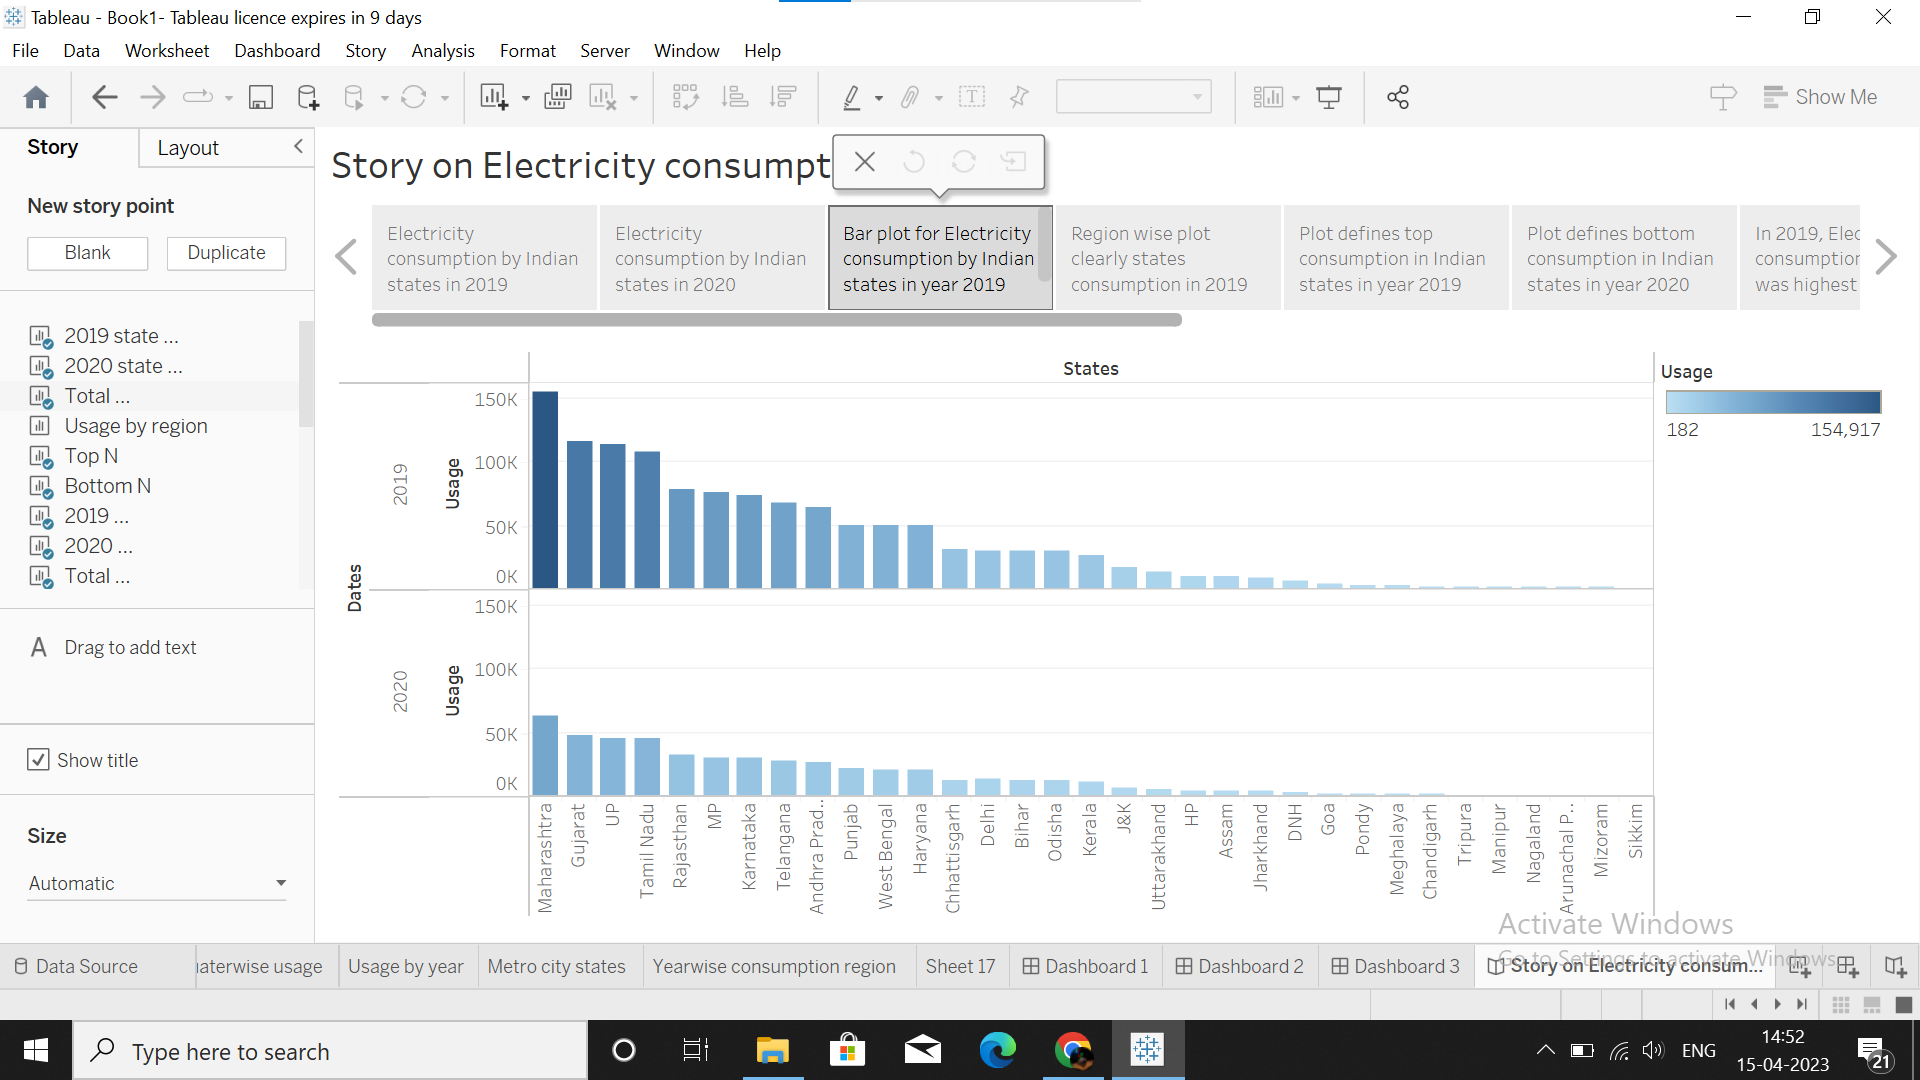 Tableau - Book1- Tableau licence expires in 9 days
File Data Worksheet Dashboard Story Analysis Format Server Window Help
Show Me
Story
Layout
Story on Electricity consumpt
New story point
Blank
Duplicate
Electricity
consumption by Indian
states in 2019
Electricity
consumption by Indian
states in 2020
Bar plot for Electricity
consumption by Indian
states in year 2019
Region wise plot
clearly states
consumption in 2019
Plot defines top
consumption in Indian
states in year 2019
Plot defines bottom
consumption in Indian
states in year 2020
In 2019, Elec
consumption
was highest
2019 state ...
2020 state ...
Total ...
Usage by region
Top N
Bottom N
2019 ...
2020 ...
Total ...
A Drag to add text
Show title
Size
Automatic
States
Dates
2019
Usage
150K
100K
50K
0K
2020
Usage
150K
100K
50K
0K
Maharashtra
Gujarat
UP
Tamil Nadu
Rajasthan
MP
Karnataka
Telangana
Andhra Prad..
Punjab
West Bengal
Haryana
Chhattisgarh
Delhi
Bihar
Odisha
Kerala
J&K
Uttarakhand
HP
Assam
Jharkhand
DNH
Goa
Pondy
Meghalaya
Chandigarh
Tripura
Manipur
Nagaland
Arunachal P..
Mizoram
Sikkim
Usage
182 154,917
Activate Windows
Go to Settings to activate Windows
Data Source
uaterwise usage
Usage by year
Metro city states
Yearwise consumption region
Sheet 17
Dashboard 1
Dashboard 2
Dashboard 3
Story on Electricity consum...
Type here to search
ENG
14:52
15-04-2023
21